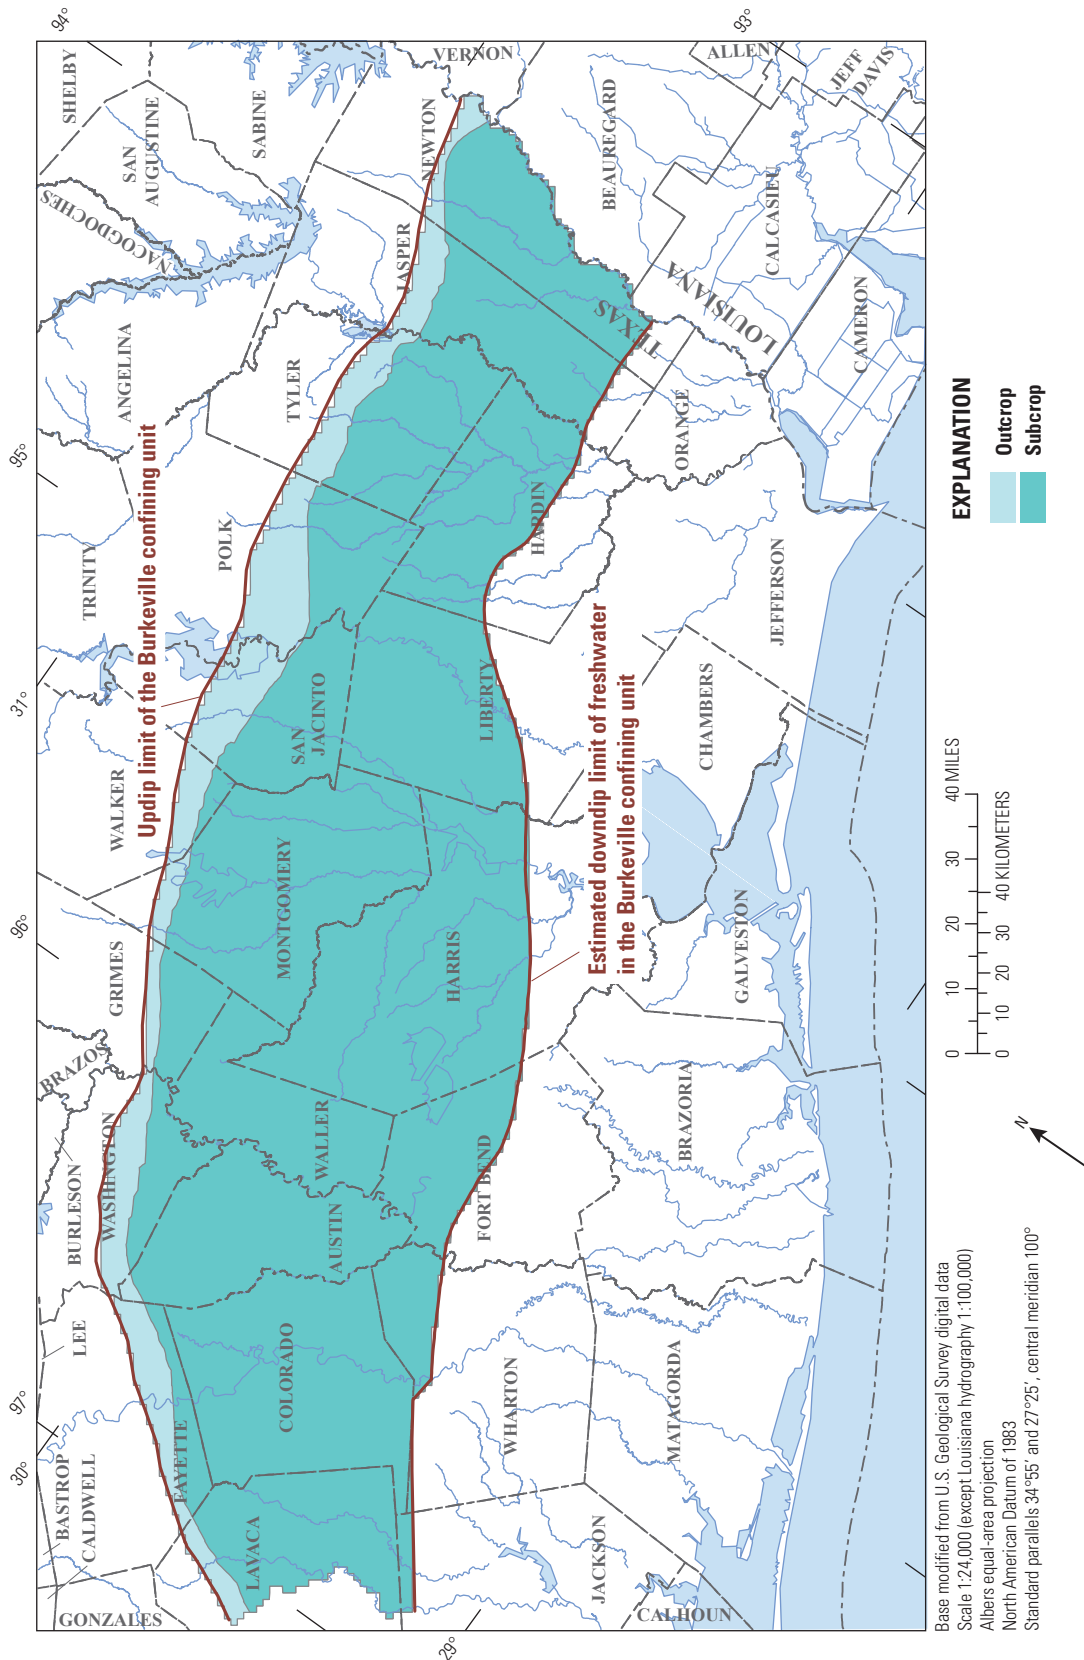 94°
93°
95°
31°
96°
97°
30°
29°
SHELBY
SAN
AUGUSTINE
SABINE
NACOGDOCHES
VERNON
ALLEN
JEFF
DAVIS
BEAUREGARD
CALCASIEU
CAMERON
NEWTON
JASPER
ANGELINA
TYLER
TEXAS
LOUISIANA
ORANGE
TRINITY
POLK
HARDIN
JEFFERSON
WALKER
SAN
JACINTO
LIBERTY
CHAMBERS
GRIMES
MONTGOMERY
HARRIS
GALVESTON
BRAZOS
BURLESON
WASHINGTON
WALLER
AUSTIN
FORT BEND
BRAZORIA
LEE
COLORADO
WHARTON
MATAGORDA
BASTROP
CALDWELL
FAYETTE
LAVACA
JACKSON
GONZALES
CALHOUN
Updip limit of the Burkeville confining unit
Estimated downdip limit of freshwater
in the Burkeville confining unit
EXPLANATION
Outcrop
Subcrop
0 10 20 30 40 MILES
0 10 20 30 40 KILOMETERS
N
Base modified from U.S. Geological Survey digital data
Scale 1:24,000 (except Louisiana hydrography 1:100,000)
Albers equal-area projection
North American Datum of 1983
Standard parallels 34°55′ and 27°25′, central meridian 100°